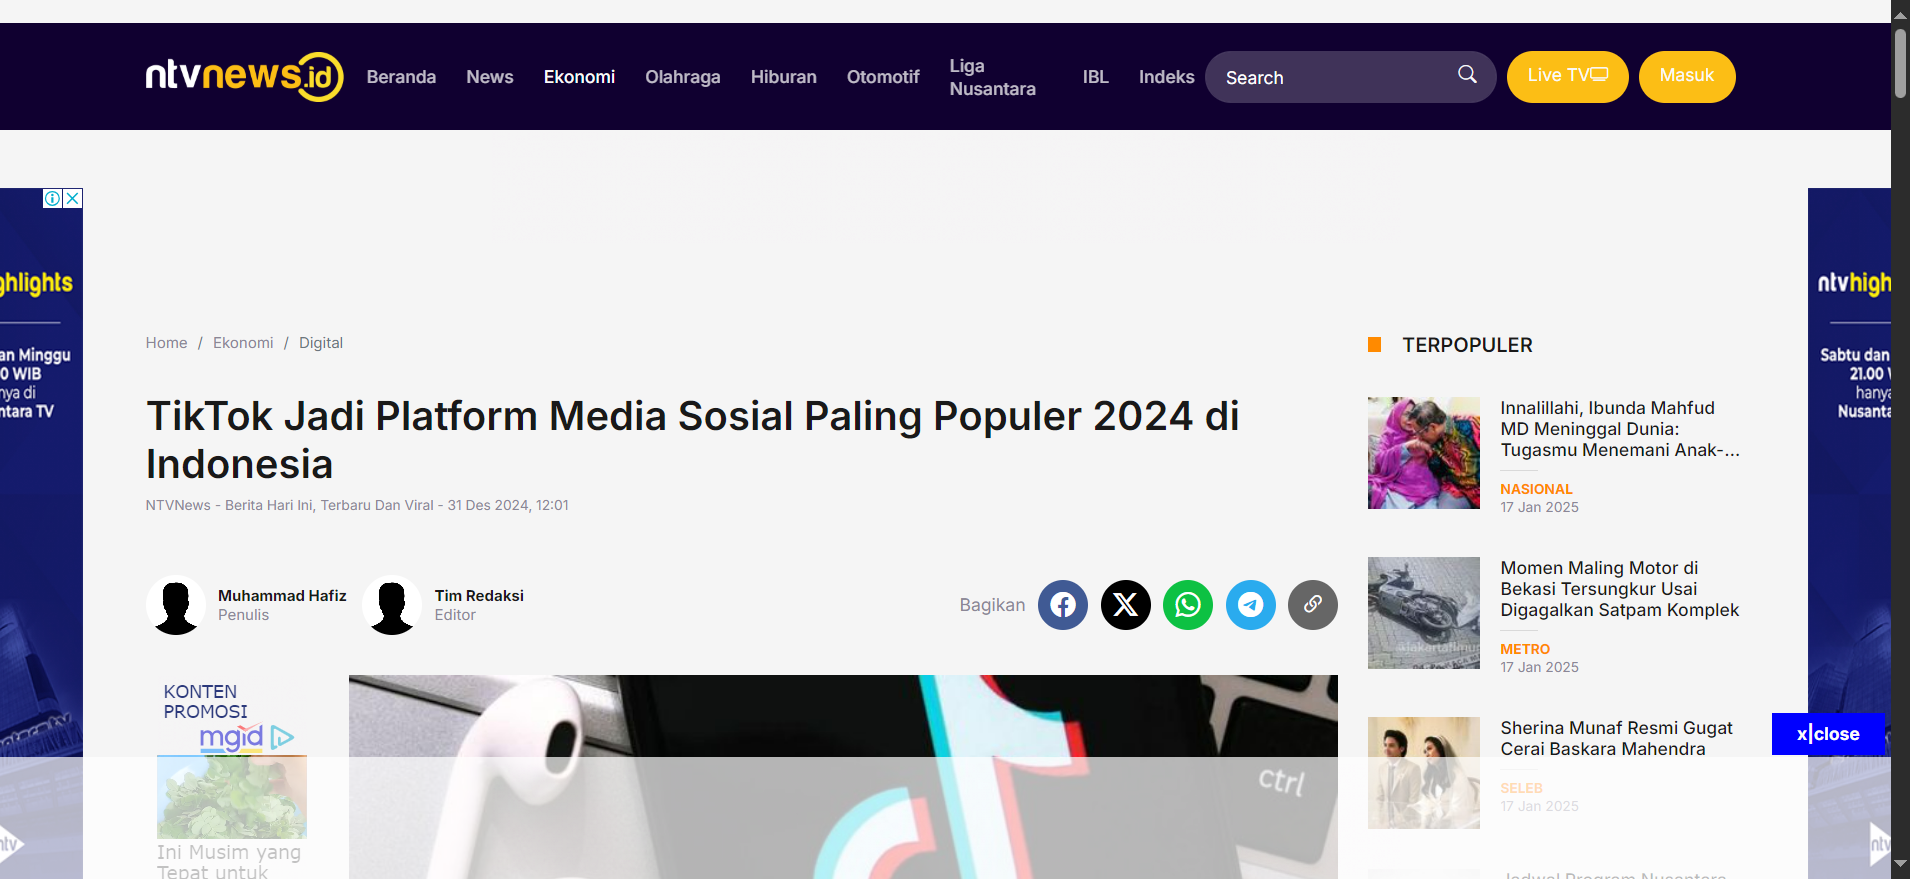 ntvnews.id
Beranda
News
Ekonomi
Olahraga
Hiburan
Otomotif
Liga
Nusantara
IBL
Indeks
Search
Live TV
Masuk
ghlights
an Minggu
0 WIB
nya di
ntara TV
Home / Ekonomi / Digital
TikTok Jadi Platform Media Sosial Paling Populer 2024 di
Indonesia
NTVNews - Berita Hari Ini, Terbaru Dan Viral - 31 Des 2024, 12:01
Muhammad Hafiz
Penulis
Tim Redaksi
Editor
Bagikan
KONTEN
PROMOSI
mgid
Ini Musim yang
Tepat untuk
ctrl
TERPOPULER
Innalillahi, Ibunda Mahfud
MD Meninggal Dunia:
Tugasmu Menemani Anak-...
NASIONAL
17 Jan 2025
Momen Maling Motor di
Bekasi Tersungkur Usai
Digagalkan Satpam Komplek
METRO
17 Jan 2025
Sherina Munaf Resmi Gugat
Cerai Baskara Mahendra
SELEB
17 Jan 2025
Jadwal Program Nusantara
ntvhigh
Sabtu dan
21.00 
hanya
Nusanta
x|close
ntv
ntv